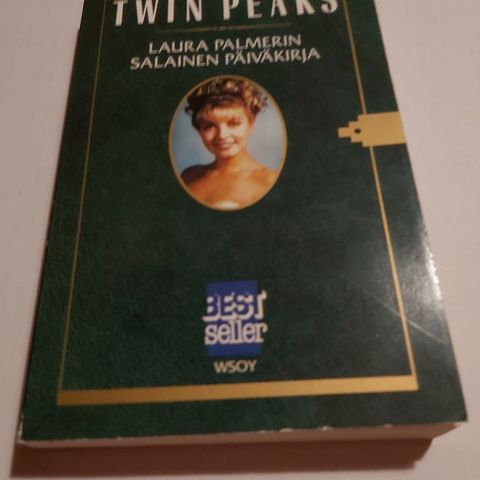 TWIN PEAKS
LAURA PALMERIN
SALAINEN PÄIVÄKIRJA
BEST
seller
WSOY